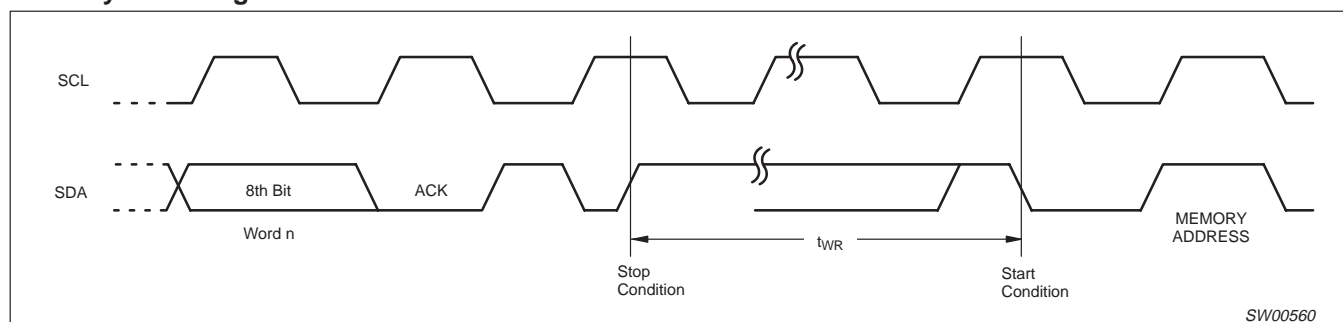 SCL
SDA
8th Bit
ACK
Word n
tWR
MEMORY
ADDRESS
Stop
Condition
Start
Condition
SW00560